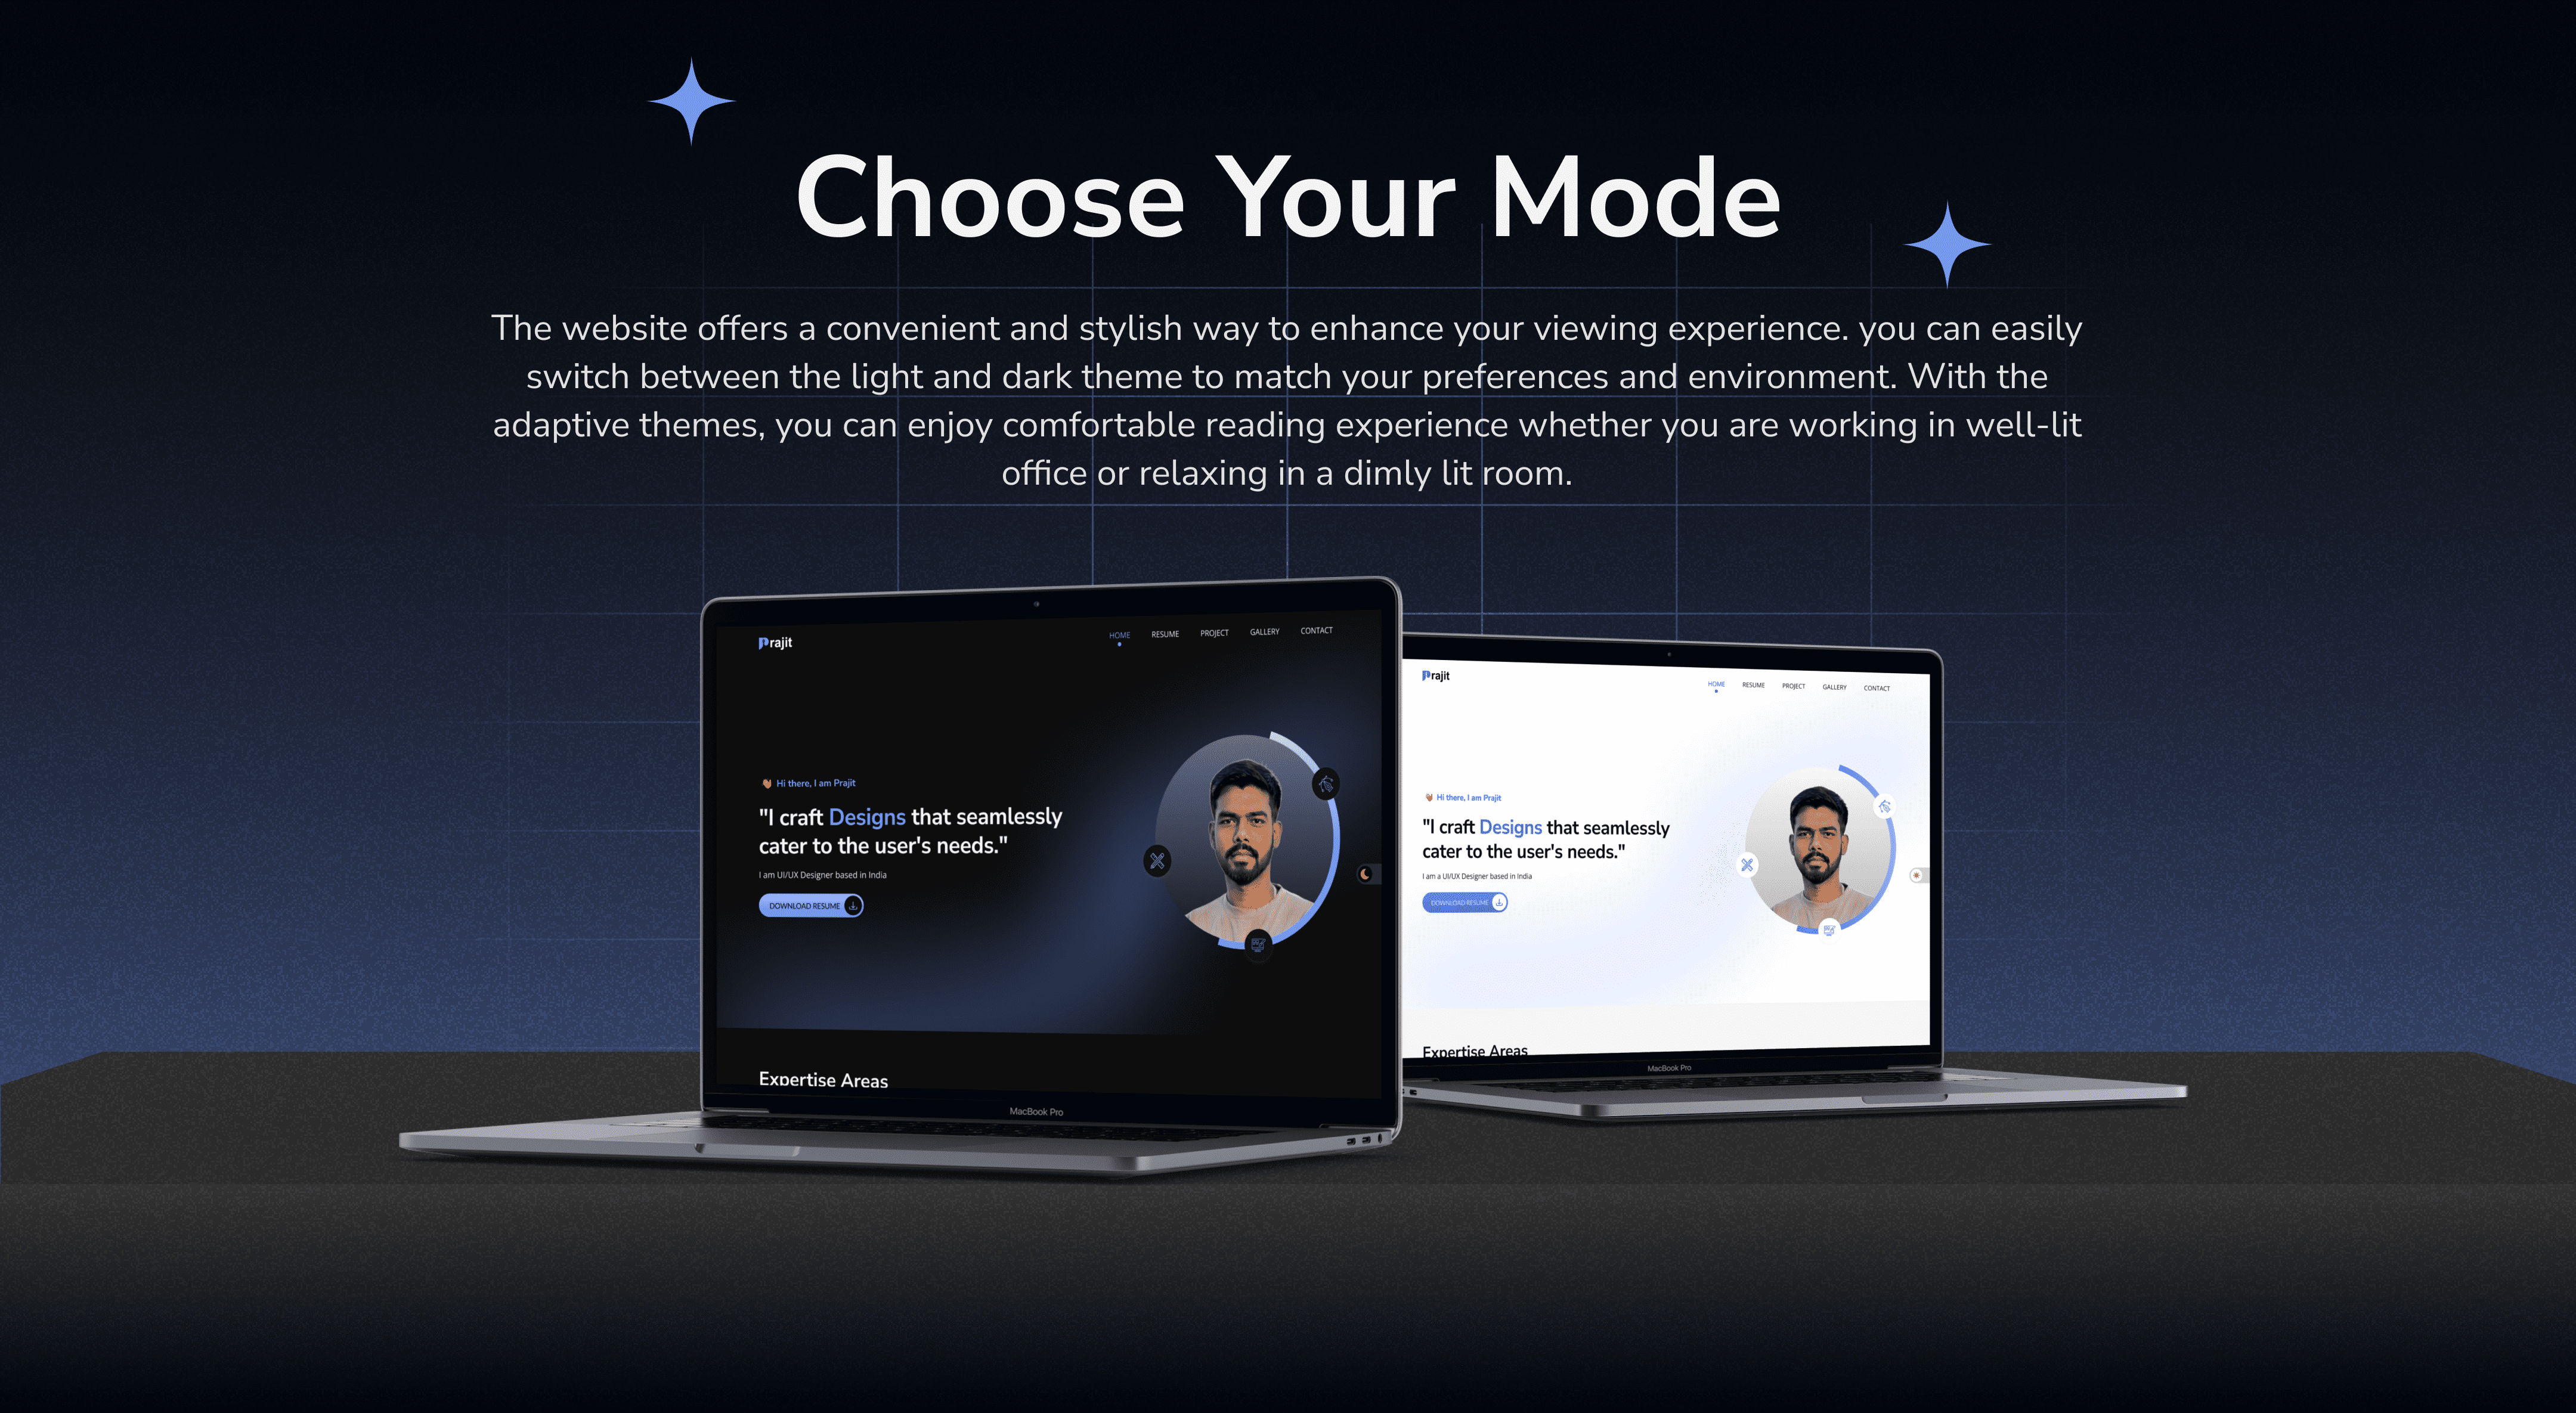 Choose Your Mode
The website offers a convenient and stylish way to enhance your viewing experience. you can easily
switch between the light and dark theme to match your preferences and environment. With the
adaptive themes, you can enjoy comfortable reading experience whether you are working in well-lit
office or relaxing in a dimly lit room.
Prajit
HOME RESUME PROJECT GALLERY CONTACT
Hi there, I am Prajit
"I craft Designs that seamlessly
cater to the user's needs."
I am UI/UX Designer based in India
DOWNLOAD RESUME
Expertise Areas
MacBook Pro
Prajit
HOME RESUME PROJECT GALLERY CONTACT
Hi there, I am Prajit
"I craft Designs that seamlessly
cater to the user's needs."
I am a UI/UX Designer based in India
DOWNLOAD RESUME
Expertise Areas
MacBook Pro